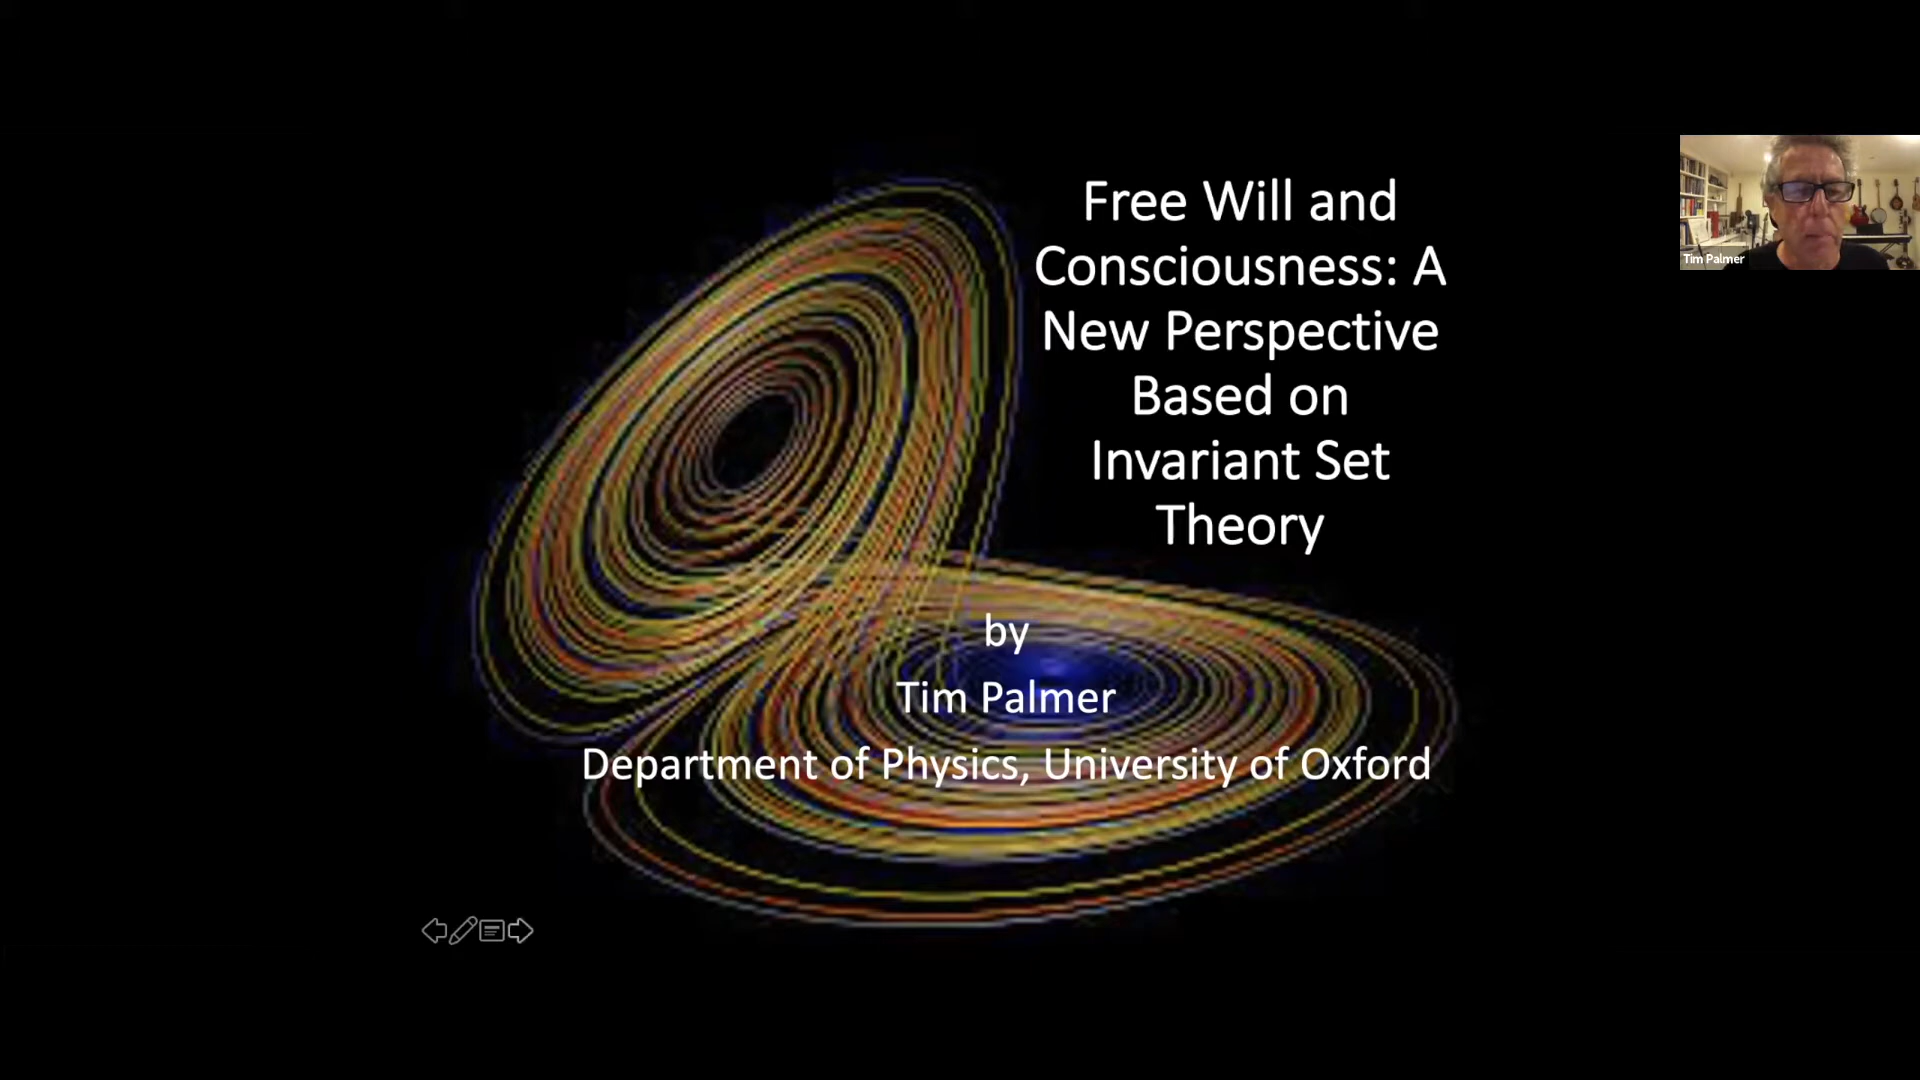 Free Will and
Consciousness: A
New Perspective
Based on
Invariant Set
Theory
by
Tim Palmer
Department of Physics, University of Oxford
Tim Palmer